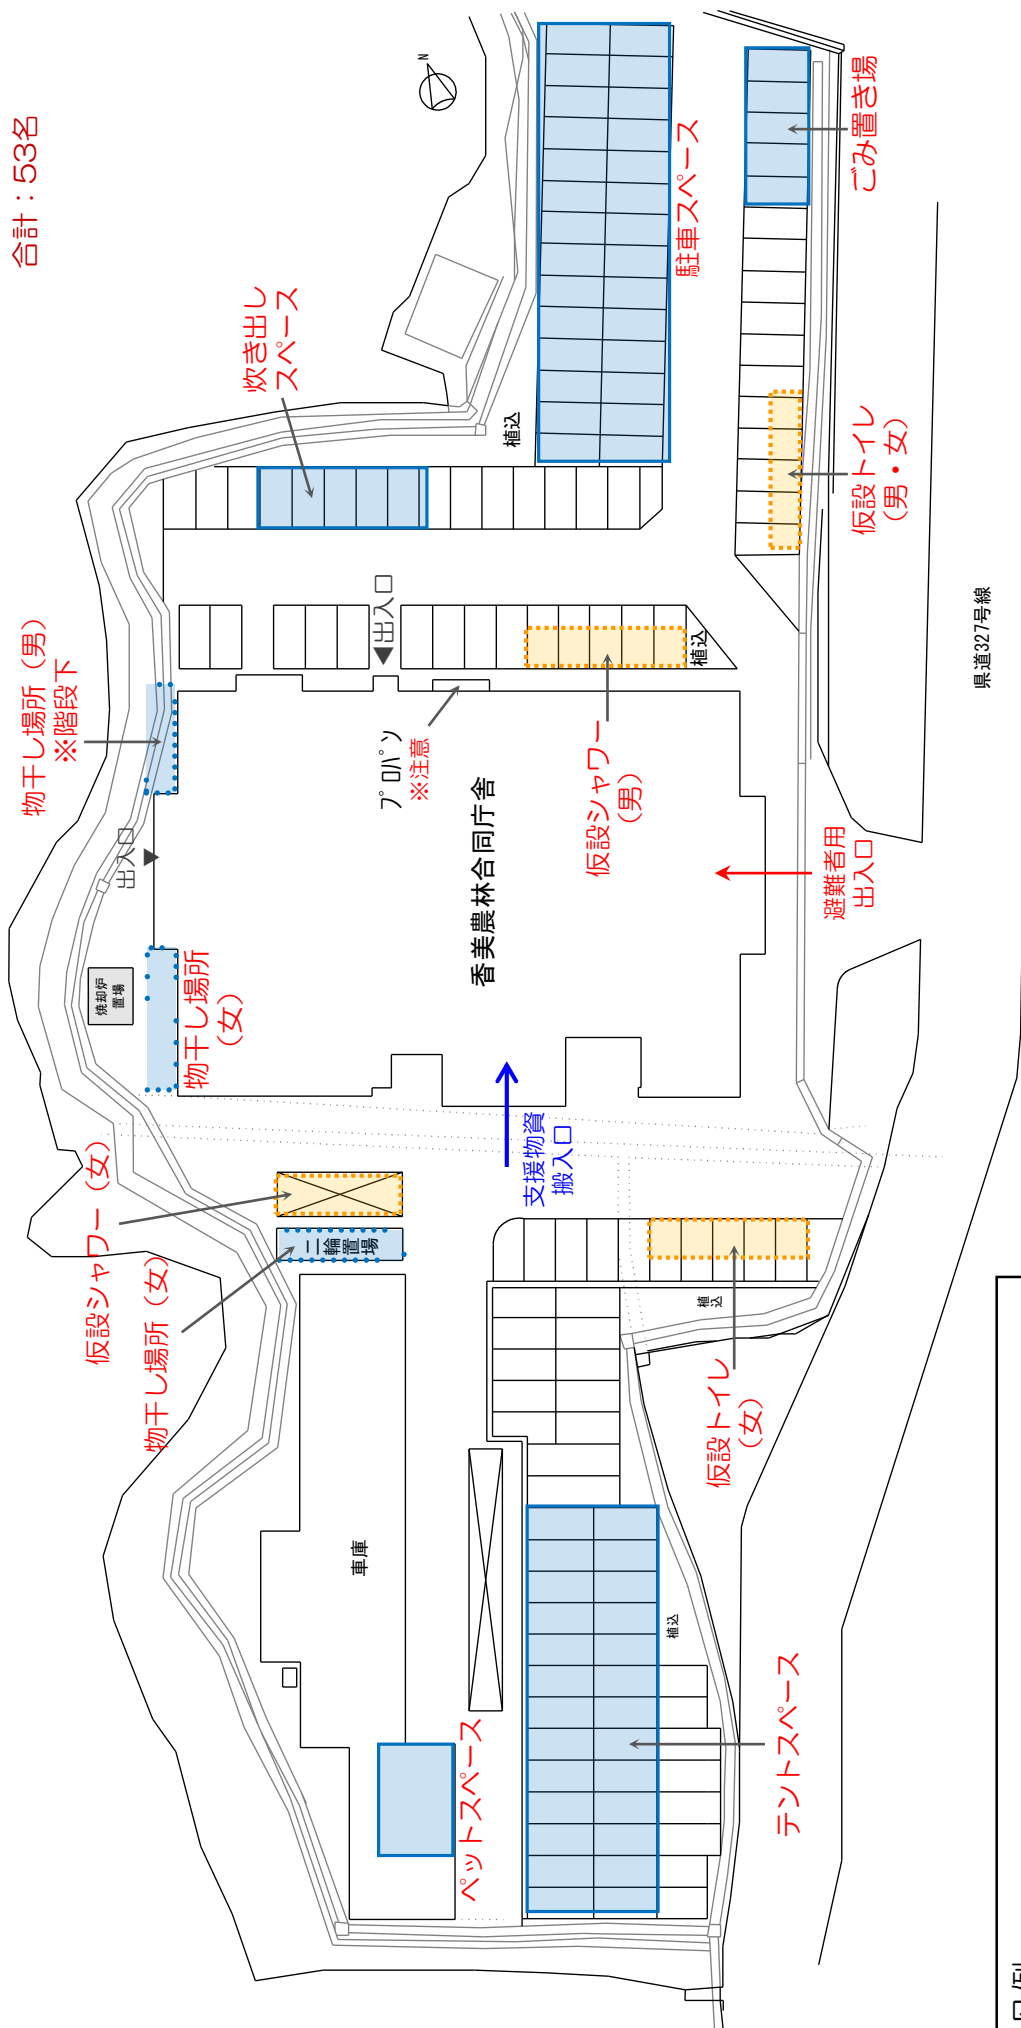 合計：53名
N
ごみ置き場
駐車スペース
炊き出し
スペース
植込
仮設トイレ
（男・女）
県道327号線
出入口
植込
物干し場所（男）
※階段下
プロパン
※注意
仮設シャワー
（男）
出入口
香美農林合同庁舎
避難者用
出入口
焼却炉
置場
物干し場所
（女）
支援物資
搬入口
仮設シャワー（女）
二輪置場
物干し場所（女）
植込
仮設トイレ
（女）
車庫
植込
ペットスペース
テントスペース
凡例